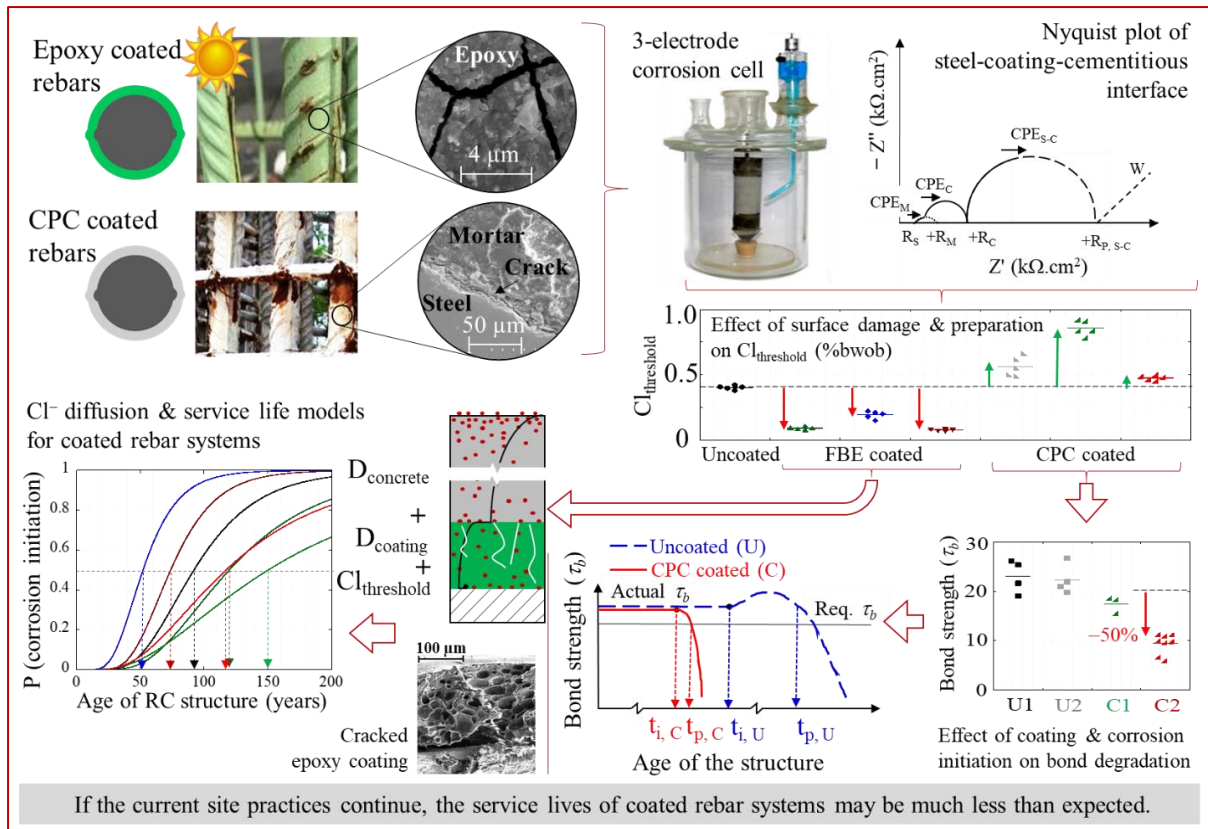 Epoxy coated
rebars
Epoxy
4 μm
CPC coated
rebars
Mortar
Crack
Steel
50 μm
3-electrode
corrosion cell
Nyquist plot of
steel-coating-cementitious
interface
− Z'' (kΩ.cm²)
CPE_S-C
CPE_C
CPE_M
W
R_S
+R_M
+R_C
+R_P, S-C
Z' (kΩ.cm²)
Effect of surface damage & preparation
on Cl_threshold (%bwob)
Cl_threshold
1.0
0.5
0
Uncoated
FBE coated
CPC coated
Cl⁻ diffusion & service life models
for coated rebar systems
P (corrosion initiation)
1
0.8
0.6
0.4
0.2
0
0
50
100
150
200
Age of RC structure (years)
D_concrete
+
D_coating
+
Cl_threshold
100 μm
Cracked
epoxy coating
Uncoated (U)
CPC coated (C)
Bond strength (τ_b)
Actual τ_b
Req. τ_b
t_i, C
t_p, C
t_i, U
t_p, U
Age of the structure
Bond strength (τ_b)
30
20
10
0
−50%
U1
U2
C1
C2
Effect of coating & corrosion
initiation on bond degradation
If the current site practices continue, the service lives of coated rebar systems may be much less than expected.